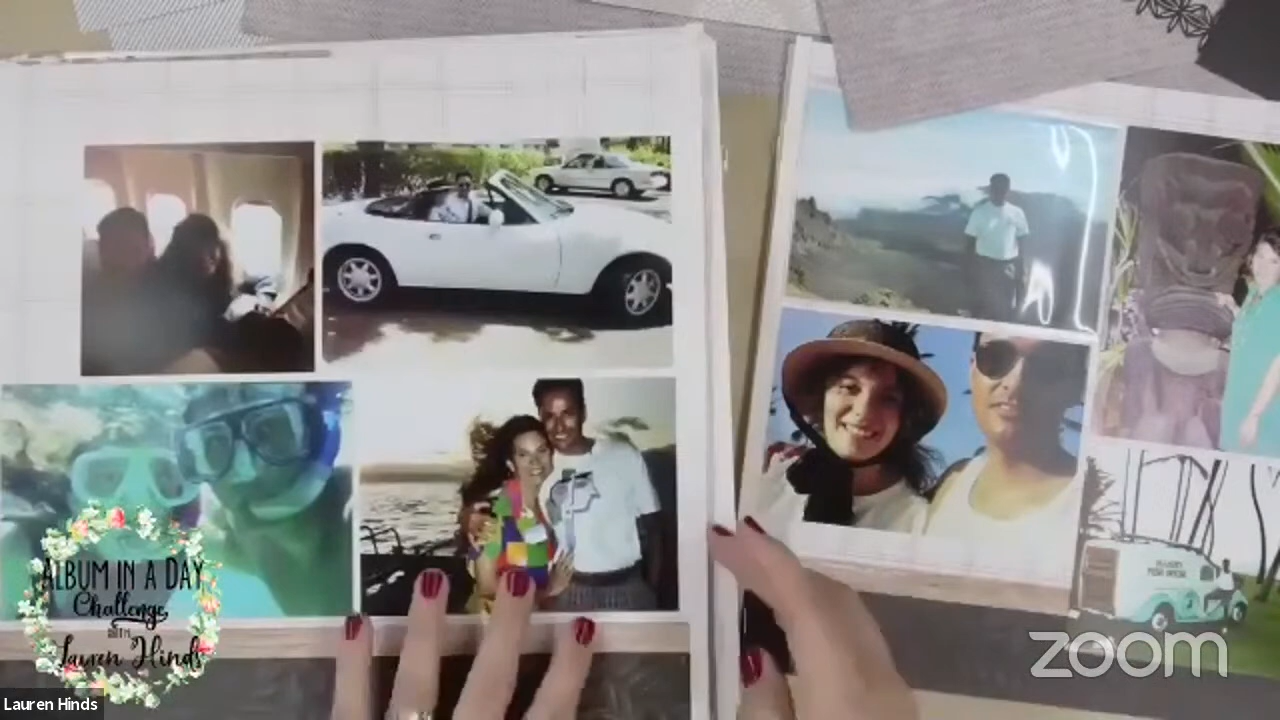 ALBUM IN A DAY
Challenge
WITH
Lauren Hinds
Lauren Hinds
zoom